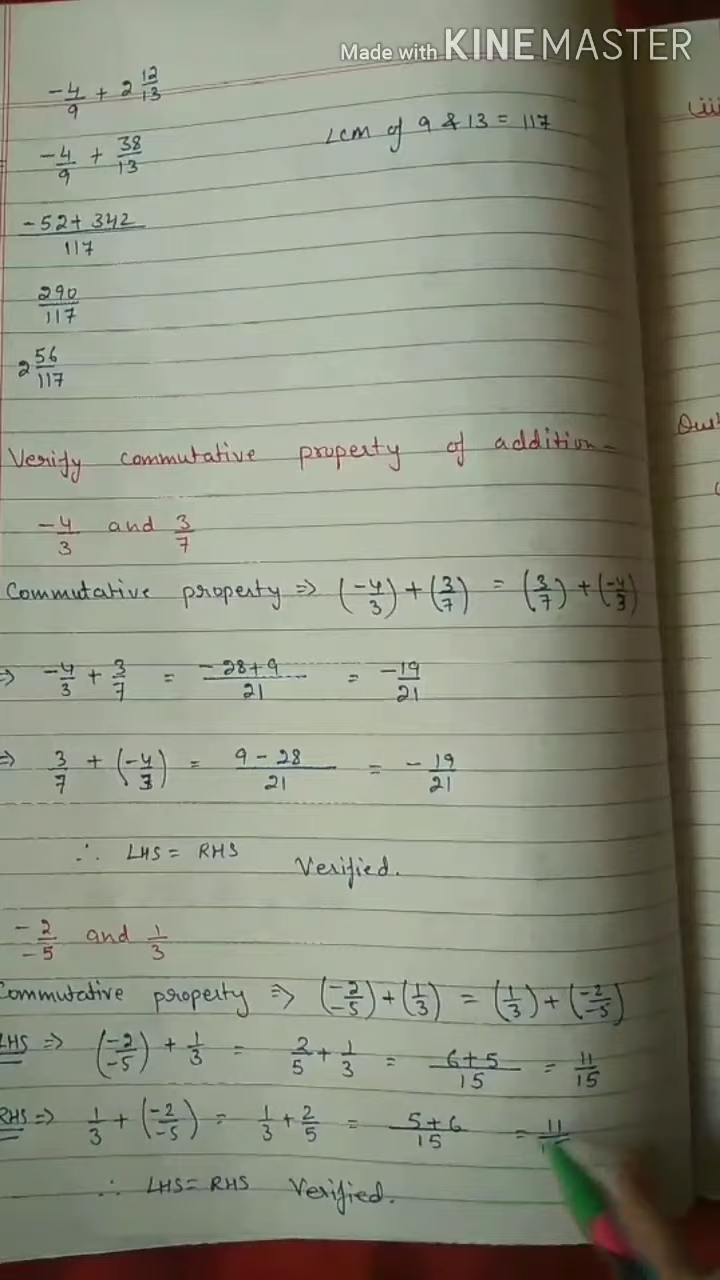 Made with KINEMASTER
-4/9 + 2 12/13
LCM of 9 & 13 = 117
-4/9 + 38/13
-52 + 342 / 117
290/117
2 56/117
Verify commutative property of addition-
-4/3 and 3/7
Commutative property => (-4/3) + (3/7) = (3/7) + (-4/3)
=> -4/3 + 3/7 = -28+9/21 = -19/21
=> 3/7 + (-4/3) = 9-28/21 = -19/21
∴ LHS = RHS Verified.
-2/-5 and 1/3
Commutative property => (-2/-5) + (1/3) = (1/3) + (-2/-5)
LHS => (-2/-5) + 1/3 = 2/5 + 1/3 = 6+5/15 = 11/15
RHS => 1/3 + (-2/-5) = 1/3 + 2/5 = 5+6/15 = 11
∴ LHS = RHS Verified.